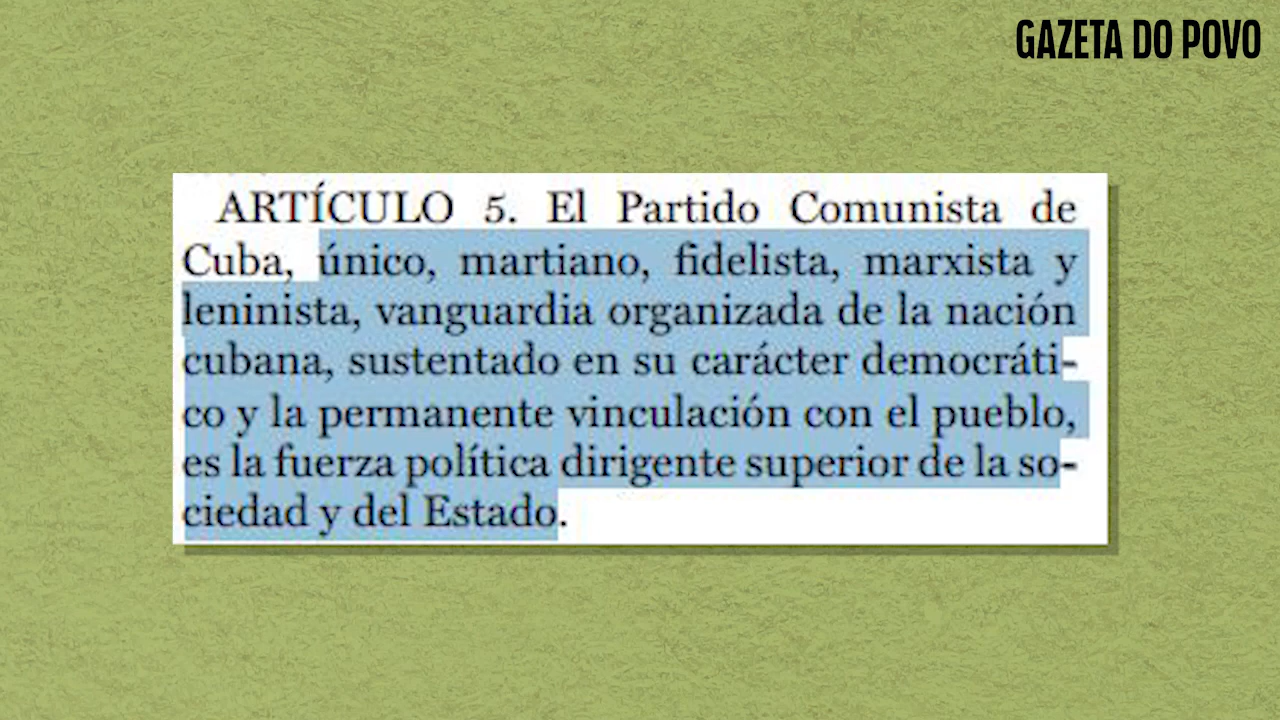 GAZETA DO POVO
ARTÍCULO 5. El Partido Comunista de
Cuba, único, martiano, fidelista, marxista y
leninista, vanguardia organizada de la nación
cubana, sustentado en su carácter democráti-
co y la permanente vinculación con el pueblo,
es la fuerza política dirigente superior de la so-
ciedad y del Estado.